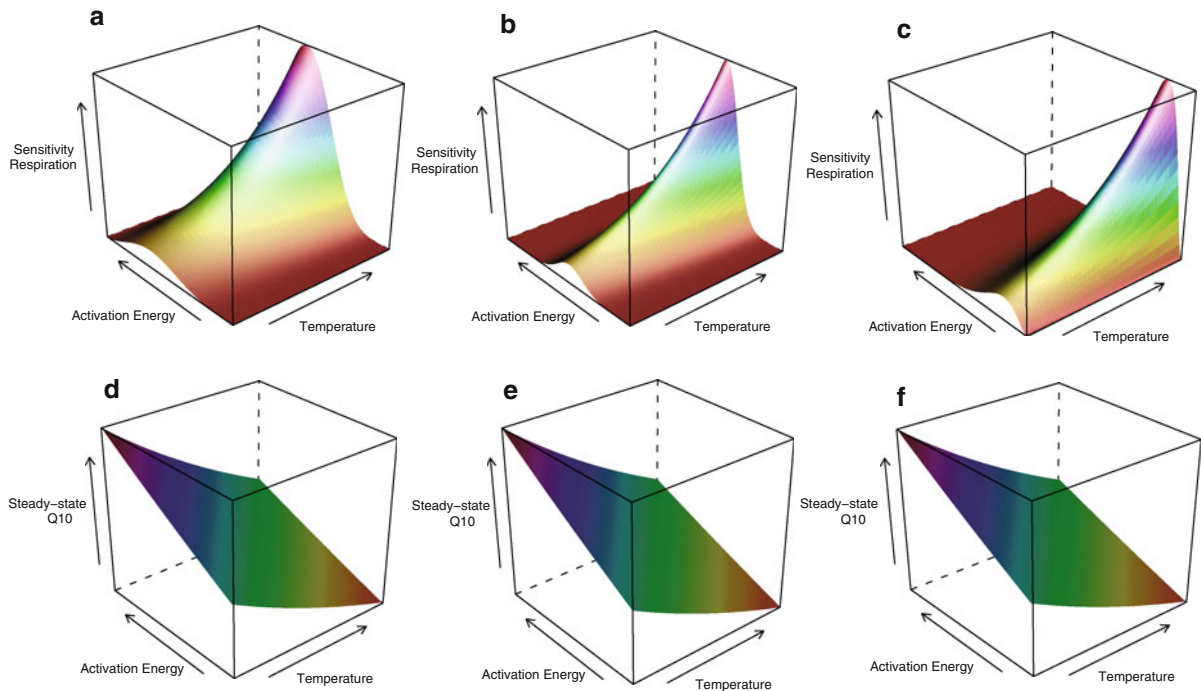 a
b
c
Sensitivity
Respiration
Sensitivity
Respiration
Sensitivity
Respiration
Activation Energy
Temperature
Activation Energy
Temperature
Activation Energy
Temperature
d
e
f
Steady−state
Q10
Steady−state
Q10
Steady−state
Q10
Activation Energy
Temperature
Activation Energy
Temperature
Activation Energy
Temperature